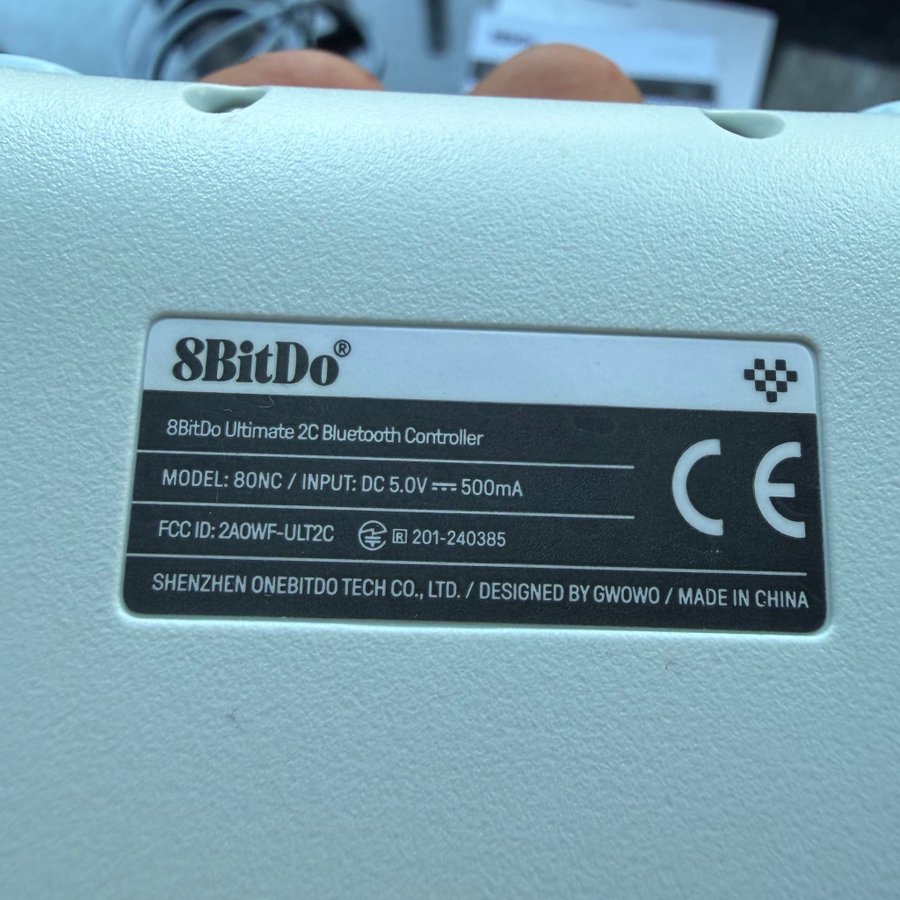 8BitDo®
8BitDo Ultimate 2C Bluetooth Controller
MODEL: 80NC / INPUT: DC 5.0V ⎓ 500mA
FCC ID: 2AOWF-ULT2C R 201-240385
SHENZHEN ONEBITDO TECH CO., LTD. / DESIGNED BY GWOWO / MADE IN CHINA
CE